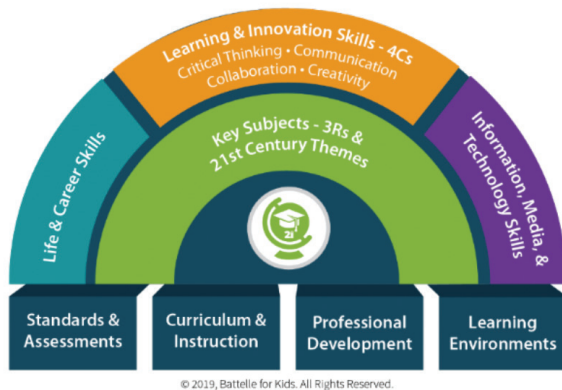 Learning & Innovation Skills - 4Cs
Critical Thinking • Communication
Collaboration • Creativity
Life & Career Skills
Key Subjects - 3Rs &
21st Century Themes
Information, Media, &
Technology Skills
21
Standards &
Assessments
Curriculum &
Instruction
Professional
Development
Learning
Environments
© 2019, Battelle for Kids. All Rights Reserved.